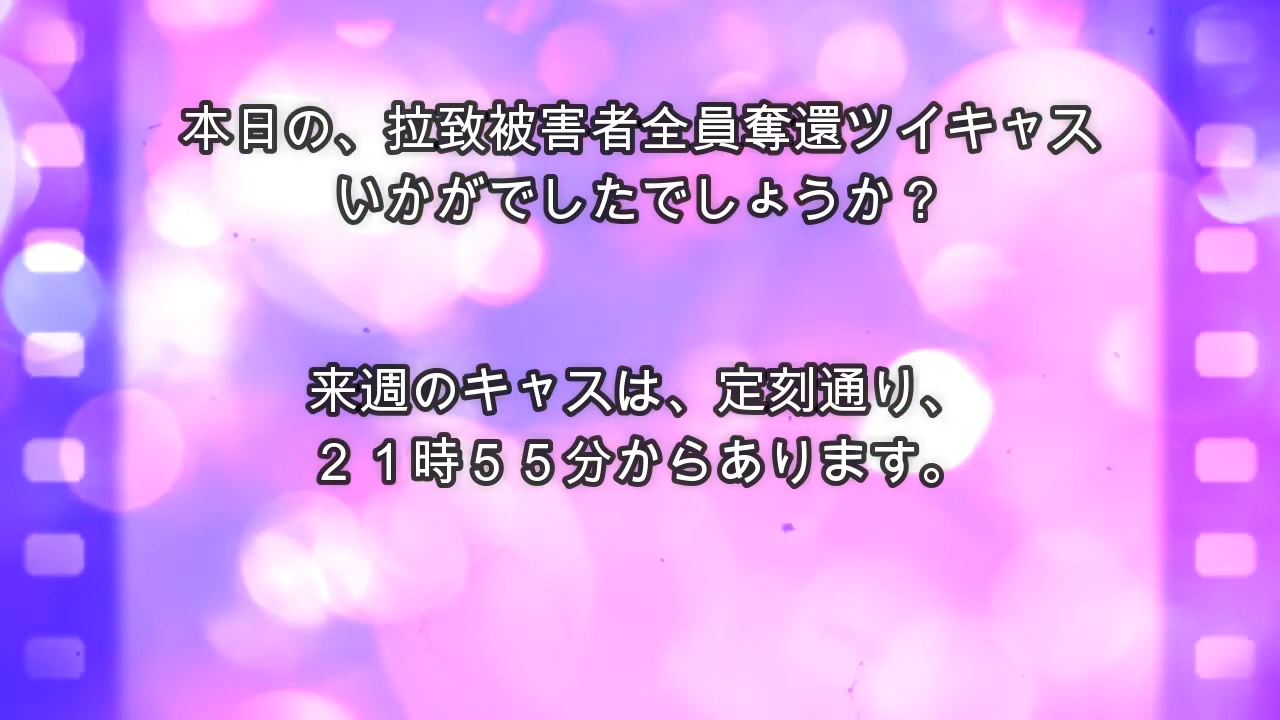 本日の、拉致被害者全員奪還ツイキャス
いかがでしたでしょうか？
来週のキャスは、定刻通り、
２１時５５分からあります。